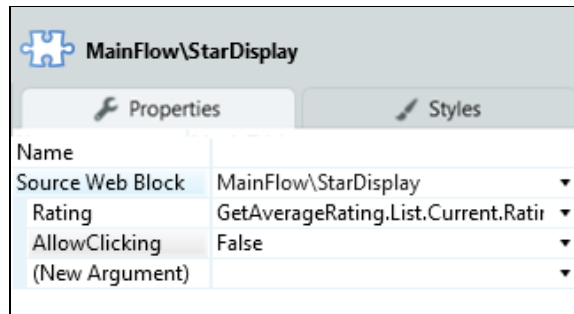 MainFlow\StarDisplay
Properties Styles
Name
Source Web Block MainFlow\StarDisplay
Rating GetAverageRating.List.Current.Ratir
AllowClicking False
(New Argument)